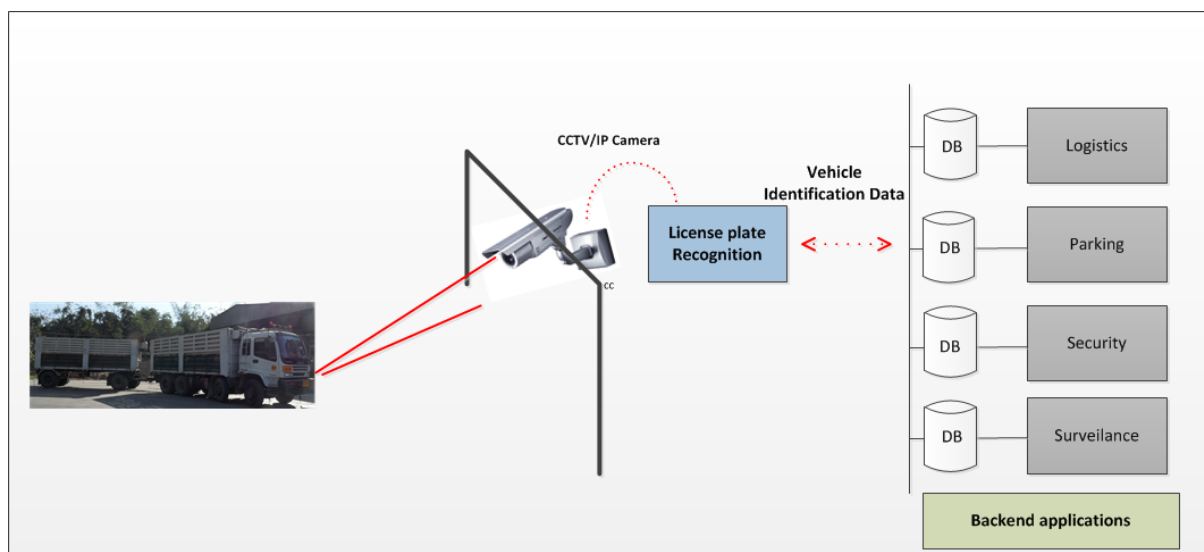 CCTV/IP Camera
cc
License plate
Recognition
Vehicle
Identification Data
DB
Logistics
DB
Parking
DB
Security
DB
Surveilance
Backend applications